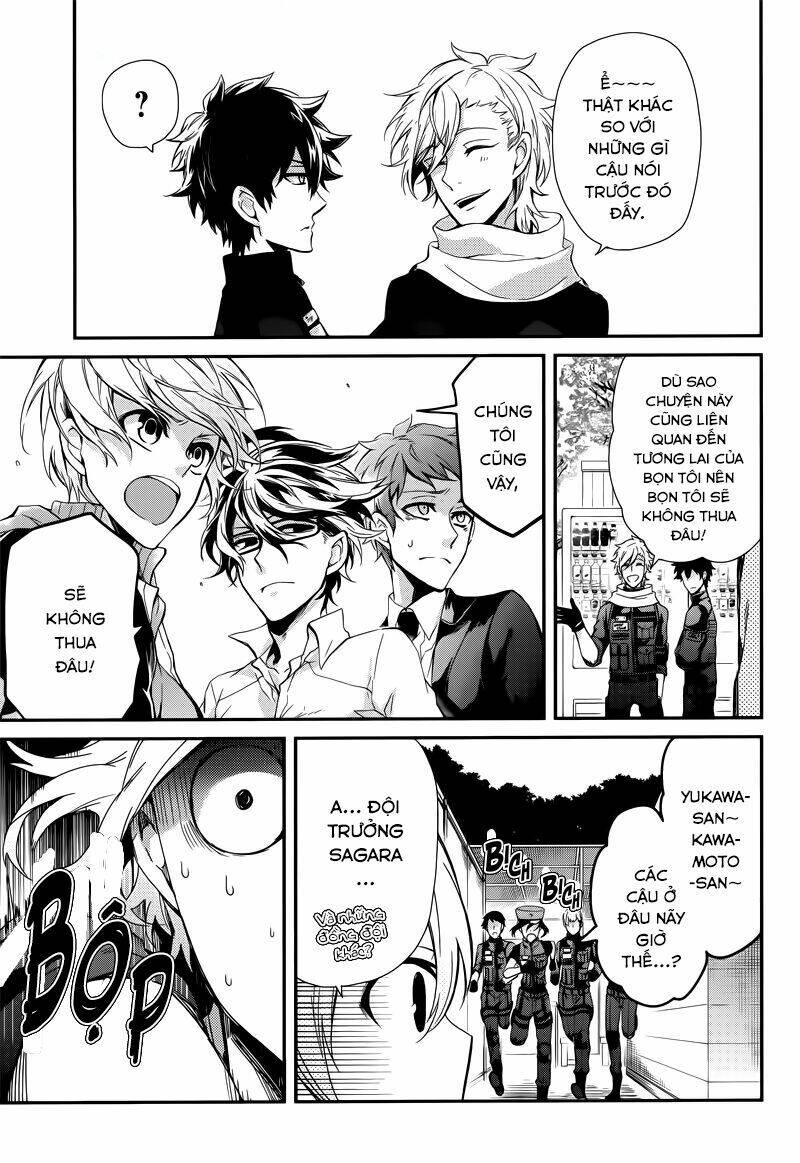 Ể~~~
THẬT KHÁC
SO VỚI
NHỮNG GÌ
CẬU NÓI
TRƯỚC ĐÓ
ĐẤY.
?
DÙ SAO
CHUYỆN NÀY
CŨNG LIÊN
QUAN ĐẾN
TƯƠNG LAI CỦA
BỌN TÔI NÊN
BỌN TÔI SẼ
KHÔNG THUA
ĐÂU!
CHÚNG
TÔI
CŨNG
VẬY,
SẼ
KHÔNG
THUA
ĐÂU!
YUKAWA-
SAN~
KAWA-
MOTO
-SAN~
CÁC
CẬU Ở
ĐÂU NÃY
GIỜ
THẾ...?
BỊCH
BỊCH
A... ĐỘI
TRƯỞNG
SAGARA
...
Và những
đồng đội
khác?
BỘP